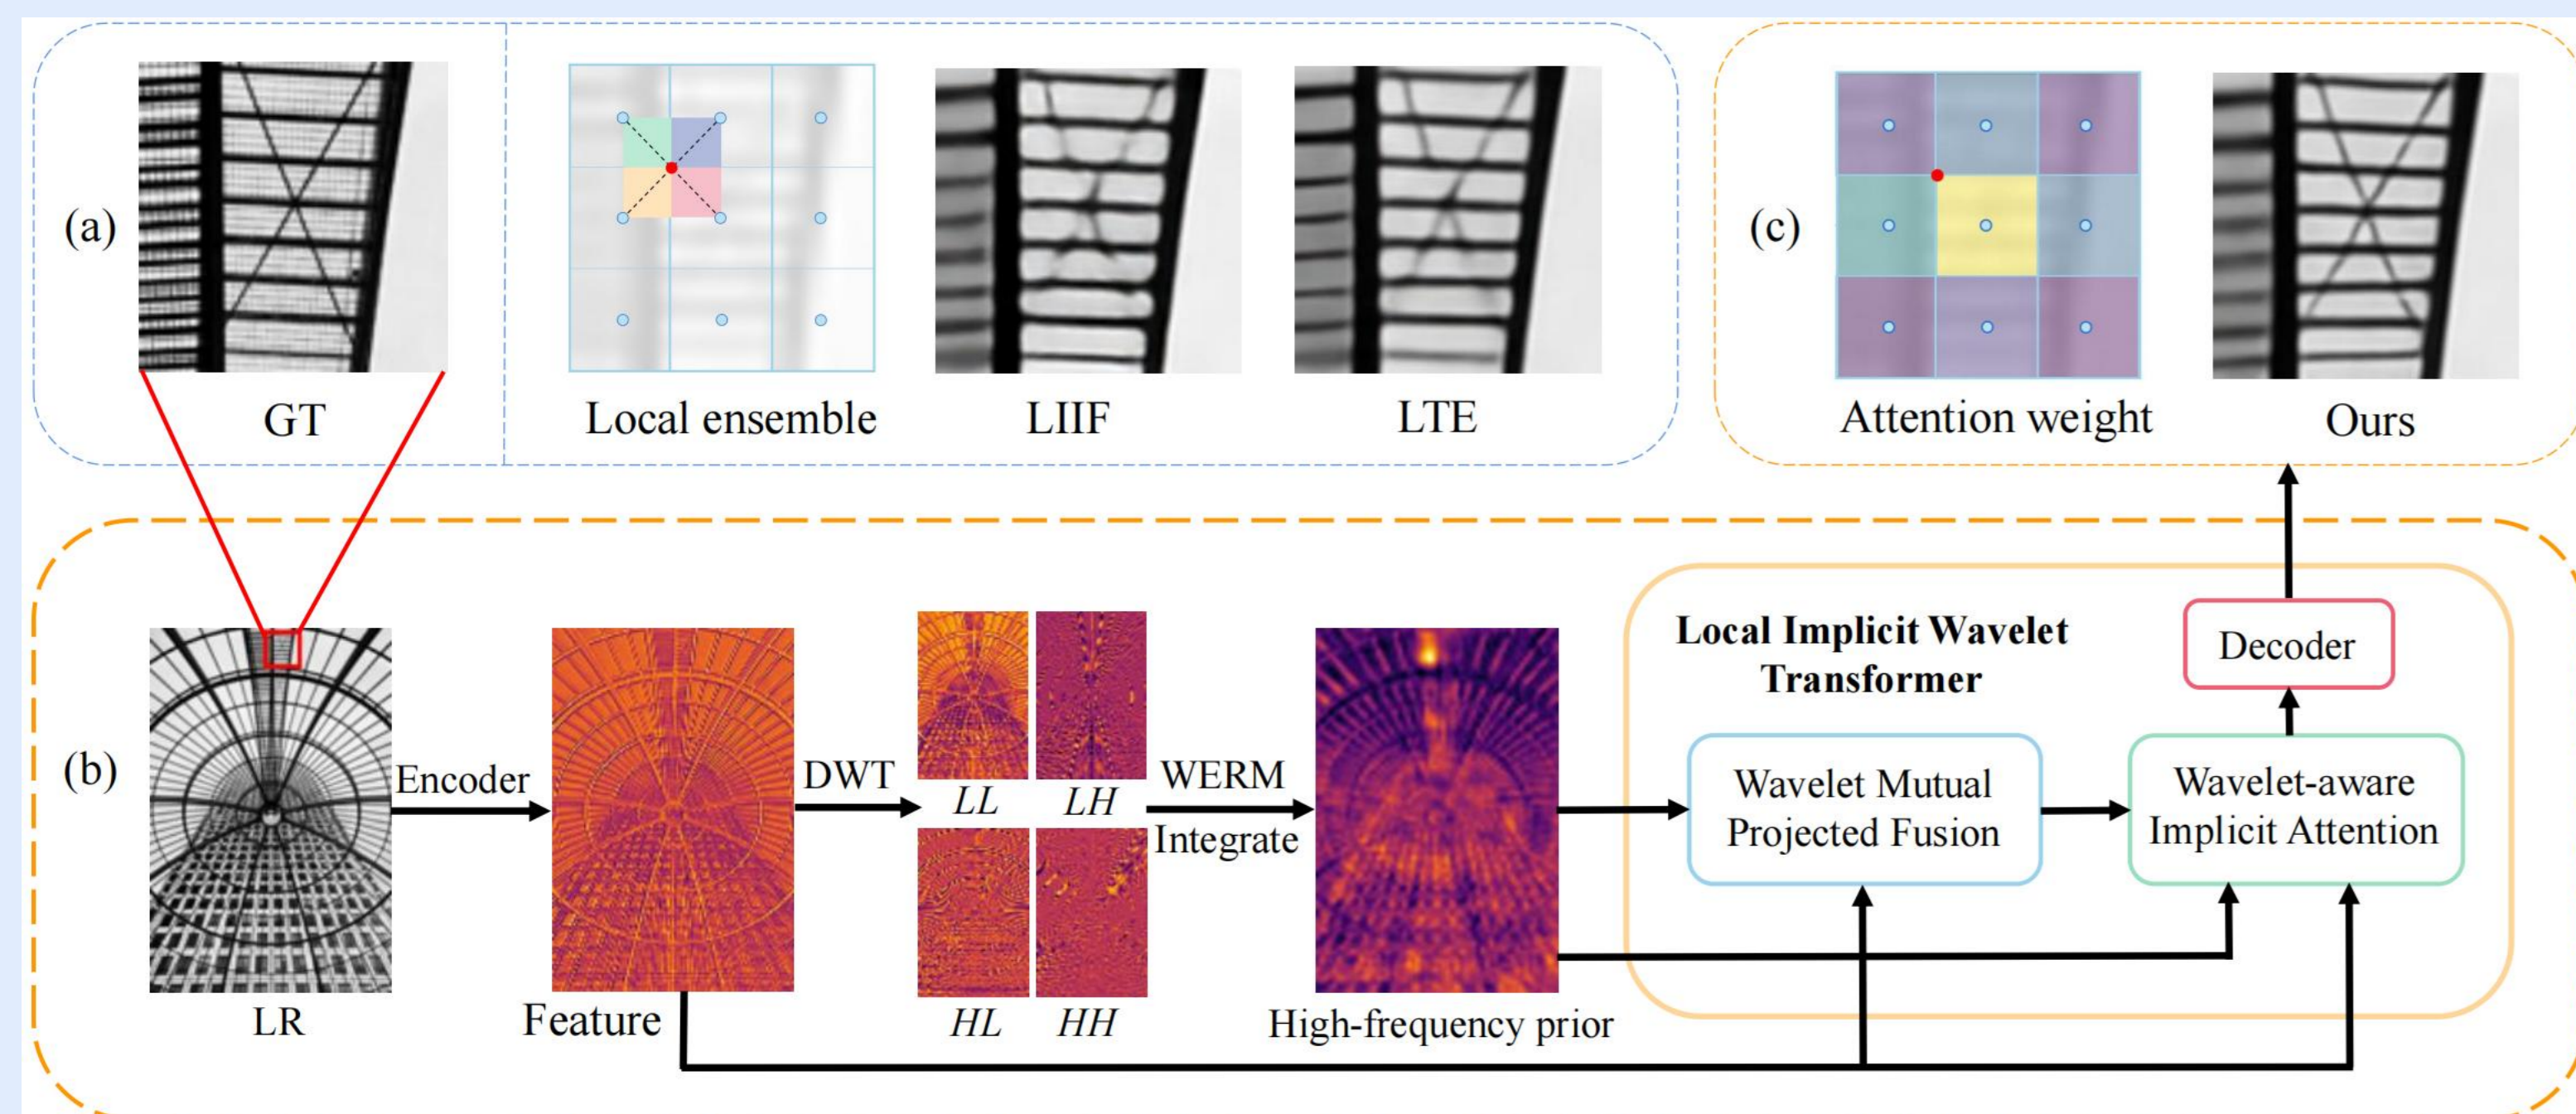 (a)
GT
Local ensemble
LIIF
LTE
(c)
Attention weight
Ours
(b)
LR
Encoder
Feature
DWT
LL
LH
HL
HH
WERM
Integrate
High-frequency prior
Local Implicit Wavelet
Transformer
Wavelet Mutual
Projected Fusion
Decoder
Wavelet-aware
Implicit Attention